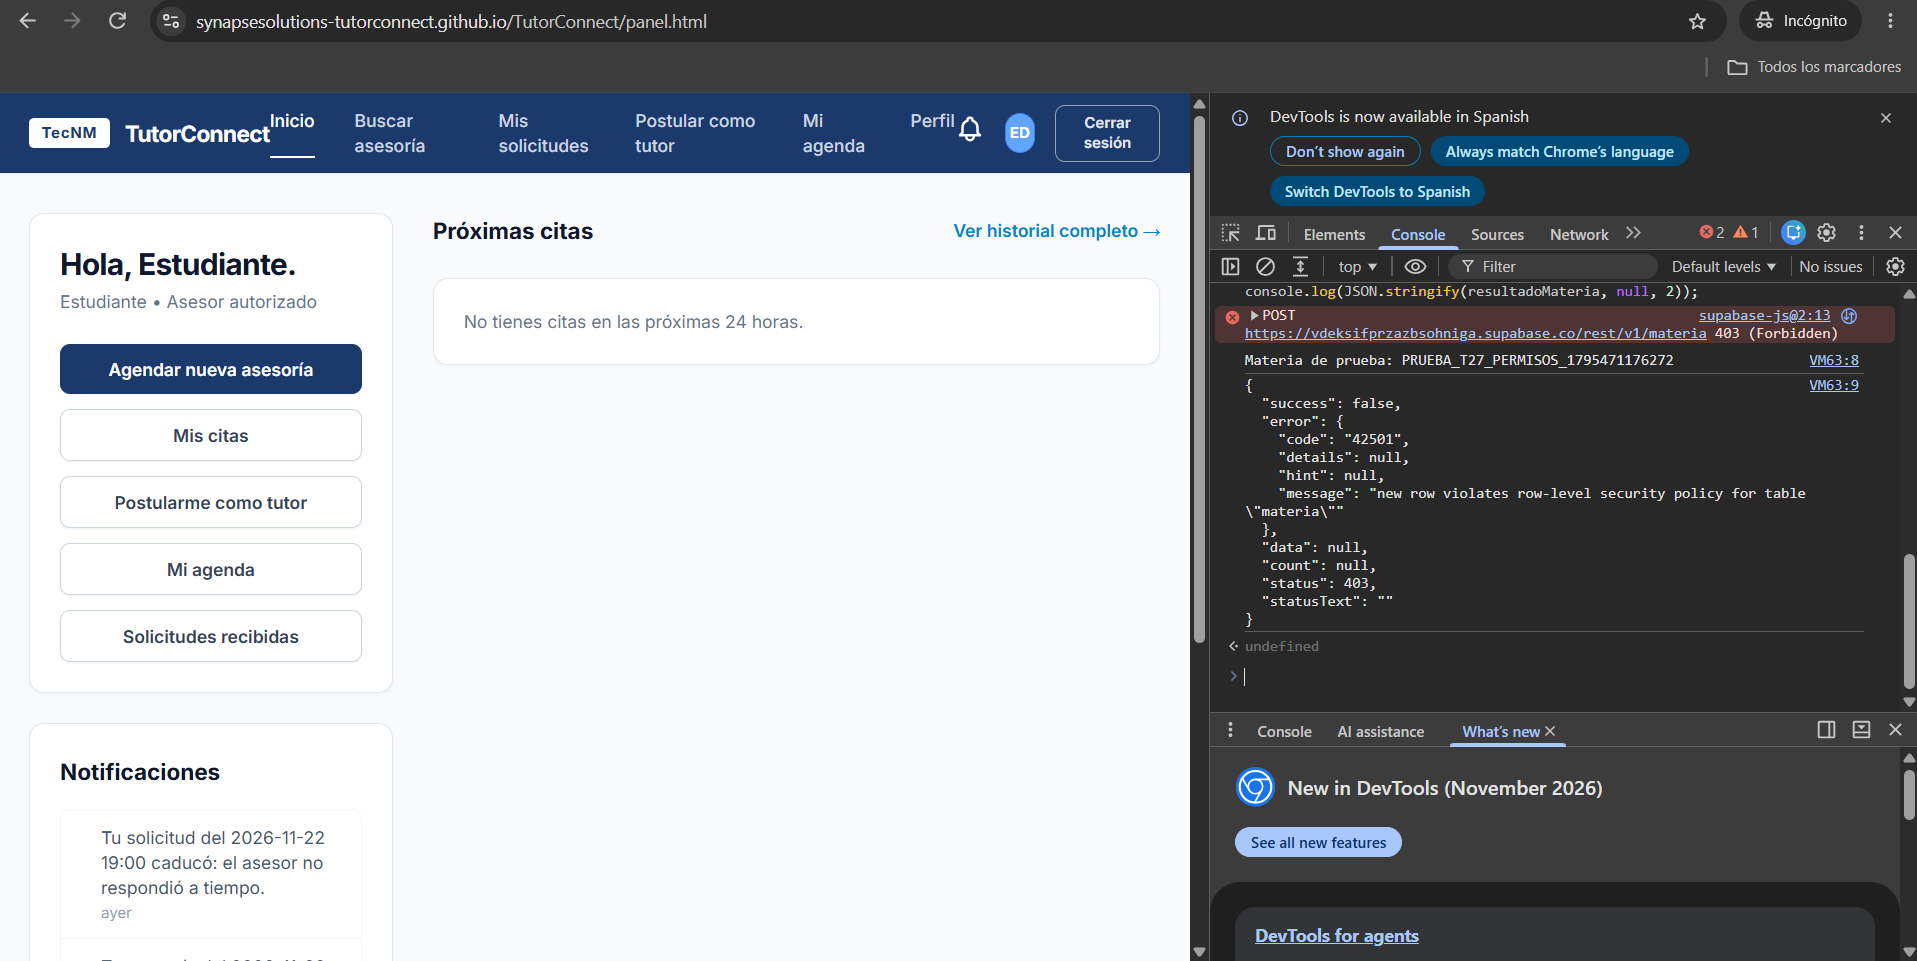 synapsesolutions-tutorconnect.github.io/TutorConnect/panel.html
Incógnito
Todos los marcadores
TecNM
TutorConnect
Inicio
Buscar
asesoría
Mis
solicitudes
Postular como
tutor
Mi
agenda
Perfil
ED
Cerrar
sesión
Hola, Estudiante.
Estudiante • Asesor autorizado
Agendar nueva asesoría
Mis citas
Postularme como tutor
Mi agenda
Solicitudes recibidas
Notificaciones
Tu solicitud del 2026-11-22
19:00 caducó: el asesor no
respondió a tiempo.
ayer
Próximas citas
Ver historial completo →
No tienes citas en las próximas 24 horas.
DevTools is now available in Spanish
Don't show again
Always match Chrome's language
Switch DevTools to Spanish
Elements
Console
Sources
Network
2
1
top
Filter
Default levels
No issues
console.log(JSON.stringify(resultadoMateria, null, 2));
POST supabase-js@2:13
https://vdeksifprzazbsohniga.supabase.co/rest/v1/materia 403 (Forbidden)
Materia de prueba: PRUEBA_T27_PERMISOS_1795471176272 VM63:8
{ VM63:9
"success": false,
"error": {
"code": "42501",
"details": null,
"hint": null,
"message": "new row violates row-level security policy for table
\"materia\""
},
"data": null,
"count": null,
"status": 403,
"statusText": ""
}
undefined
Console
AI assistance
What's new
New in DevTools (November 2026)
See all new features
DevTools for agents